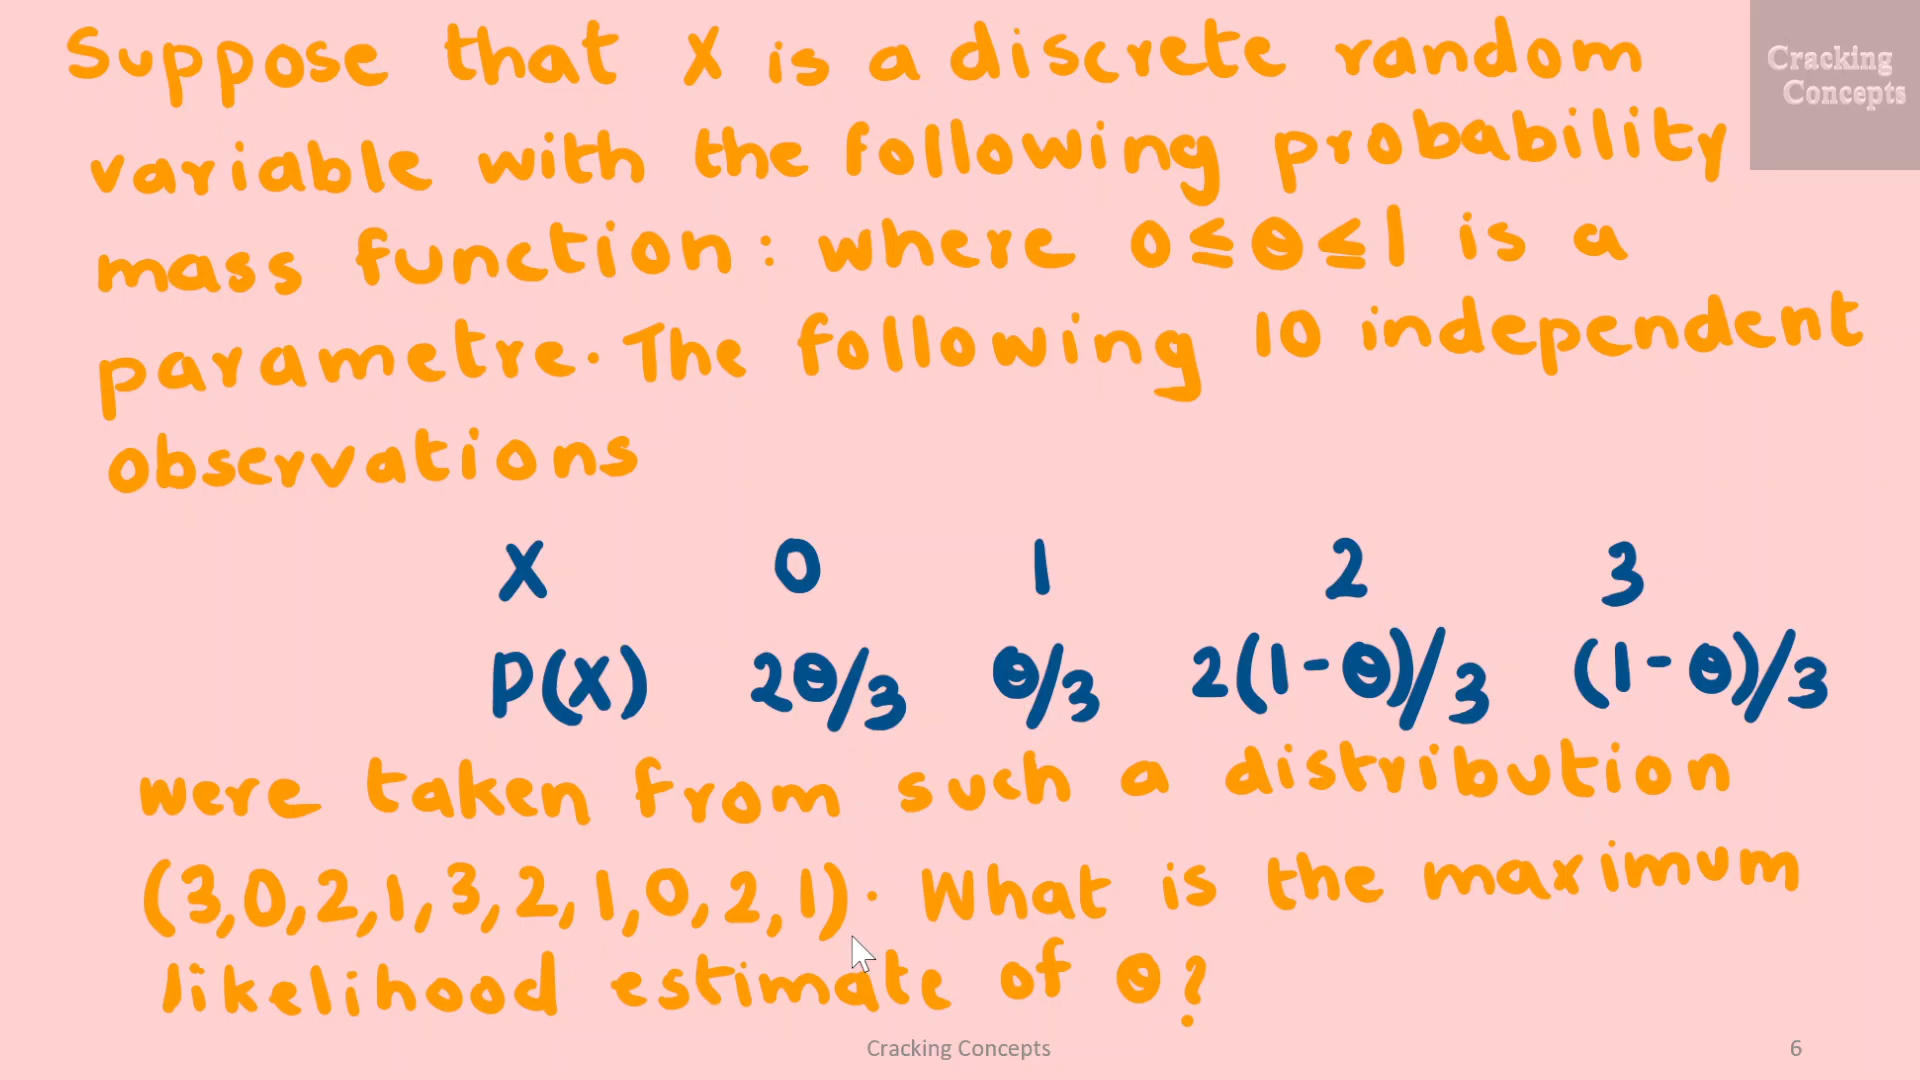 Suppose that X is a discrete random
Cracking
Concepts
variable with the following probability
mass function: where 0≤θ≤1 is a
parametre. The following 10 independent
observations
X 0 1 2 3
P(X) 2θ/3 θ/3 2(1-θ)/3 (1-θ)/3
were taken from such a distribution
(3,0,2,1,3,2,1,0,2,1). What is the maximum
likelihood estimate of θ?
Cracking Concepts 6